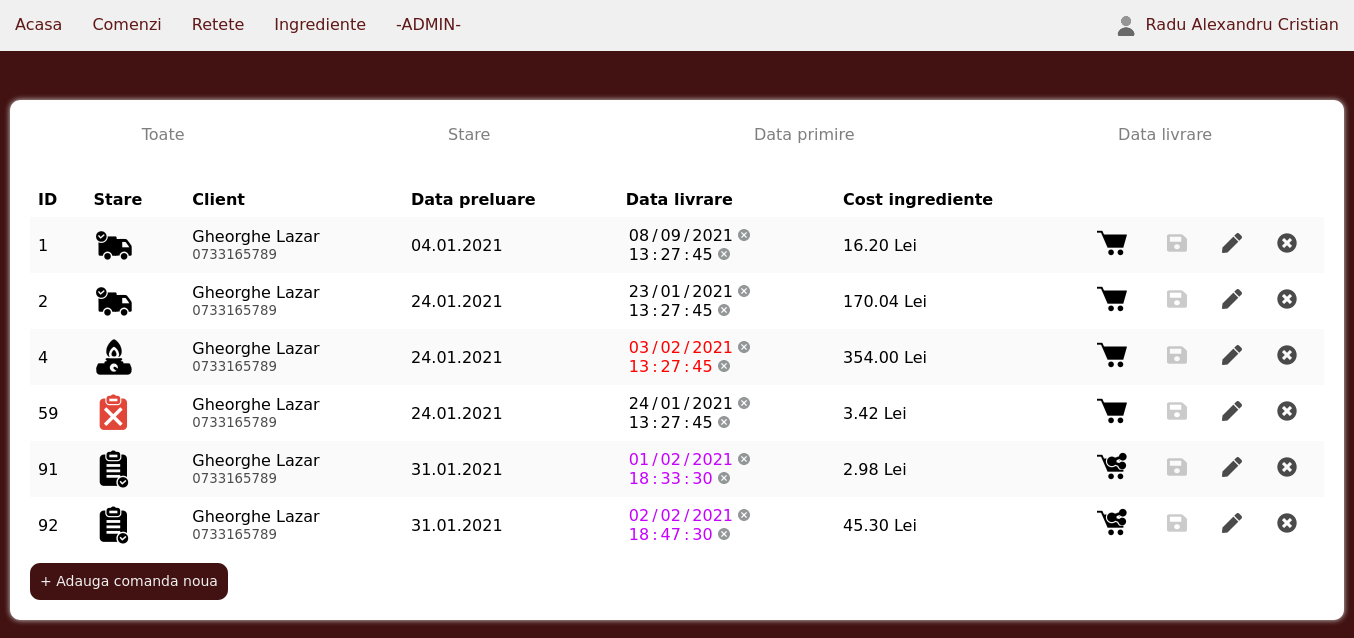 Acasa Comenzi Retete Ingrediente -ADMIN- Radu Alexandru Cristian
Toate Stare Data primire Data livrare
ID Stare Client Data preluare Data livrare Cost ingrediente
1 Gheorghe Lazar 0733165789 04.01.2021 08/09/2021 13:27:45 16.20 Lei
2 Gheorghe Lazar 0733165789 24.01.2021 23/01/2021 13:27:45 170.04 Lei
4 Gheorghe Lazar 0733165789 24.01.2021 03/02/2021 13:27:45 354.00 Lei
59 Gheorghe Lazar 0733165789 24.01.2021 24/01/2021 13:27:45 3.42 Lei
91 Gheorghe Lazar 0733165789 31.01.2021 01/02/2021 18:33:30 2.98 Lei
92 Gheorghe Lazar 0733165789 31.01.2021 02/02/2021 18:47:30 45.30 Lei
+ Adauga comanda noua